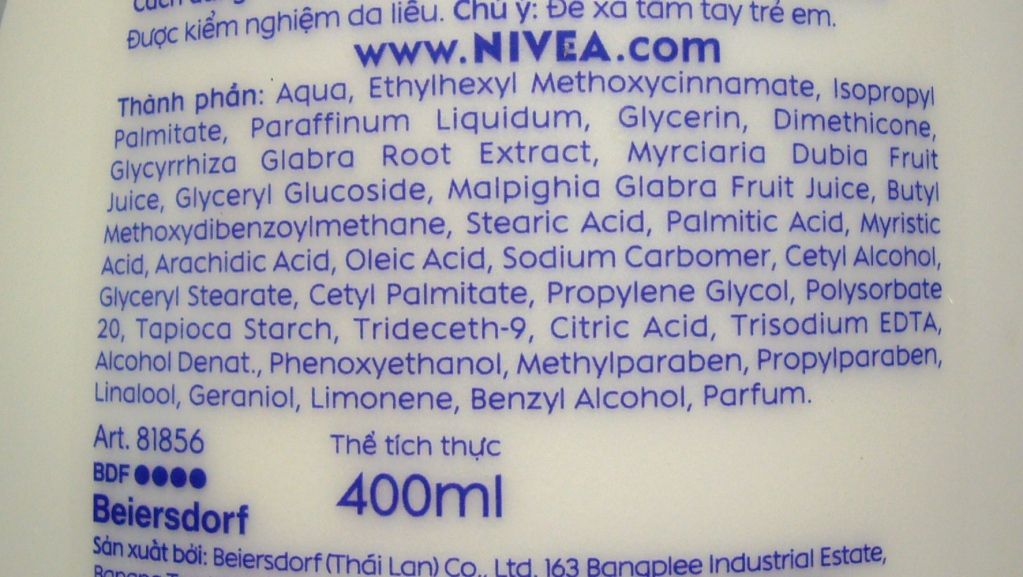 Được kiểm nghiệm da liễu. Chú ý: Để xa tầm tay trẻ em.
www.NIVEA.com
Thành phần: Aqua, Ethylhexyl Methoxycinnamate, Isopropyl
Palmitate, Paraffinum Liquidum, Glycerin, Dimethicone,
Glycyrrhiza Glabra Root Extract, Myrciaria Dubia Fruit
Juice, Glyceryl Glucoside, Malpighia Glabra Fruit Juice, Butyl
Methoxydibenzoylmethane, Stearic Acid, Palmitic Acid, Myristic
Acid, Arachidic Acid, Oleic Acid, Sodium Carbomer, Cetyl Alcohol,
Glyceryl Stearate, Cetyl Palmitate, Propylene Glycol, Polysorbate
20, Tapioca Starch, Trideceth-9, Citric Acid, Trisodium EDTA,
Alcohol Denat., Phenoxyethanol, Methylparaben, Propylparaben,
Linalool, Geraniol, Limonene, Benzyl Alcohol, Parfum.
Art. 81856
Thể tích thực
BDF ●●●●
400ml
Beiersdorf
Sản xuất bởi: Beiersdorf (Thái Lan) Co., Ltd. 163 Bangplee Industrial Estate,